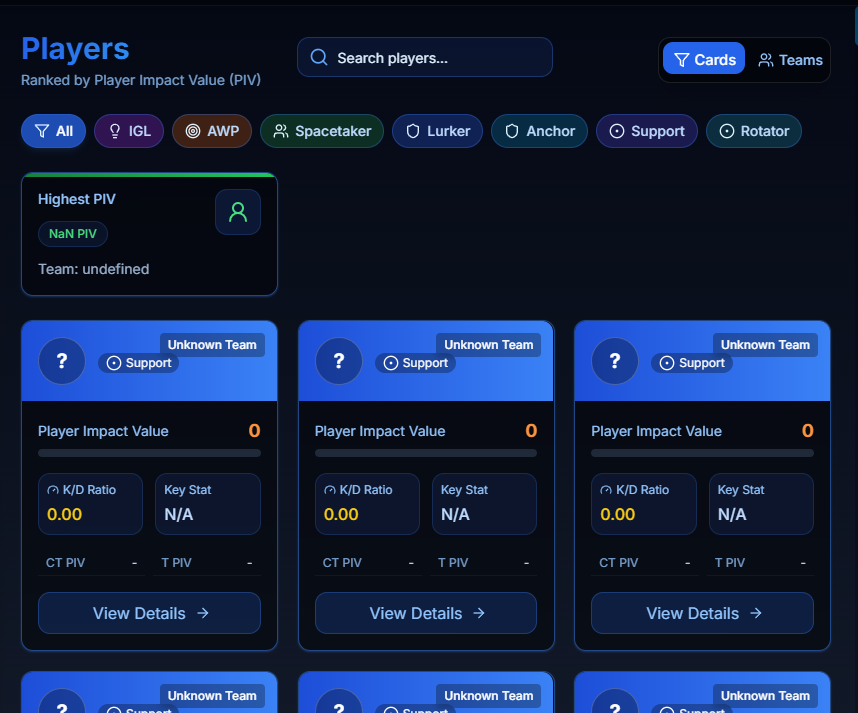 Players
Ranked by Player Impact Value (PIV)
Search players...
Cards
Teams
All
IGL
AWP
Spacetaker
Lurker
Anchor
Support
Rotator
Highest PIV
NaN PIV
Team: undefined
?
Unknown Team
Support
Player Impact Value 0
K/D Ratio
0.00
Key Stat
N/A
CT PIV -
T PIV -
View Details →
?
Unknown Team
Support
Player Impact Value 0
K/D Ratio
0.00
Key Stat
N/A
CT PIV -
T PIV -
View Details →
?
Unknown Team
Support
Player Impact Value 0
K/D Ratio
0.00
Key Stat
N/A
CT PIV -
T PIV -
View Details →
?
Unknown Team
Support
?
Unknown Team
Support
?
Unknown Team
Support